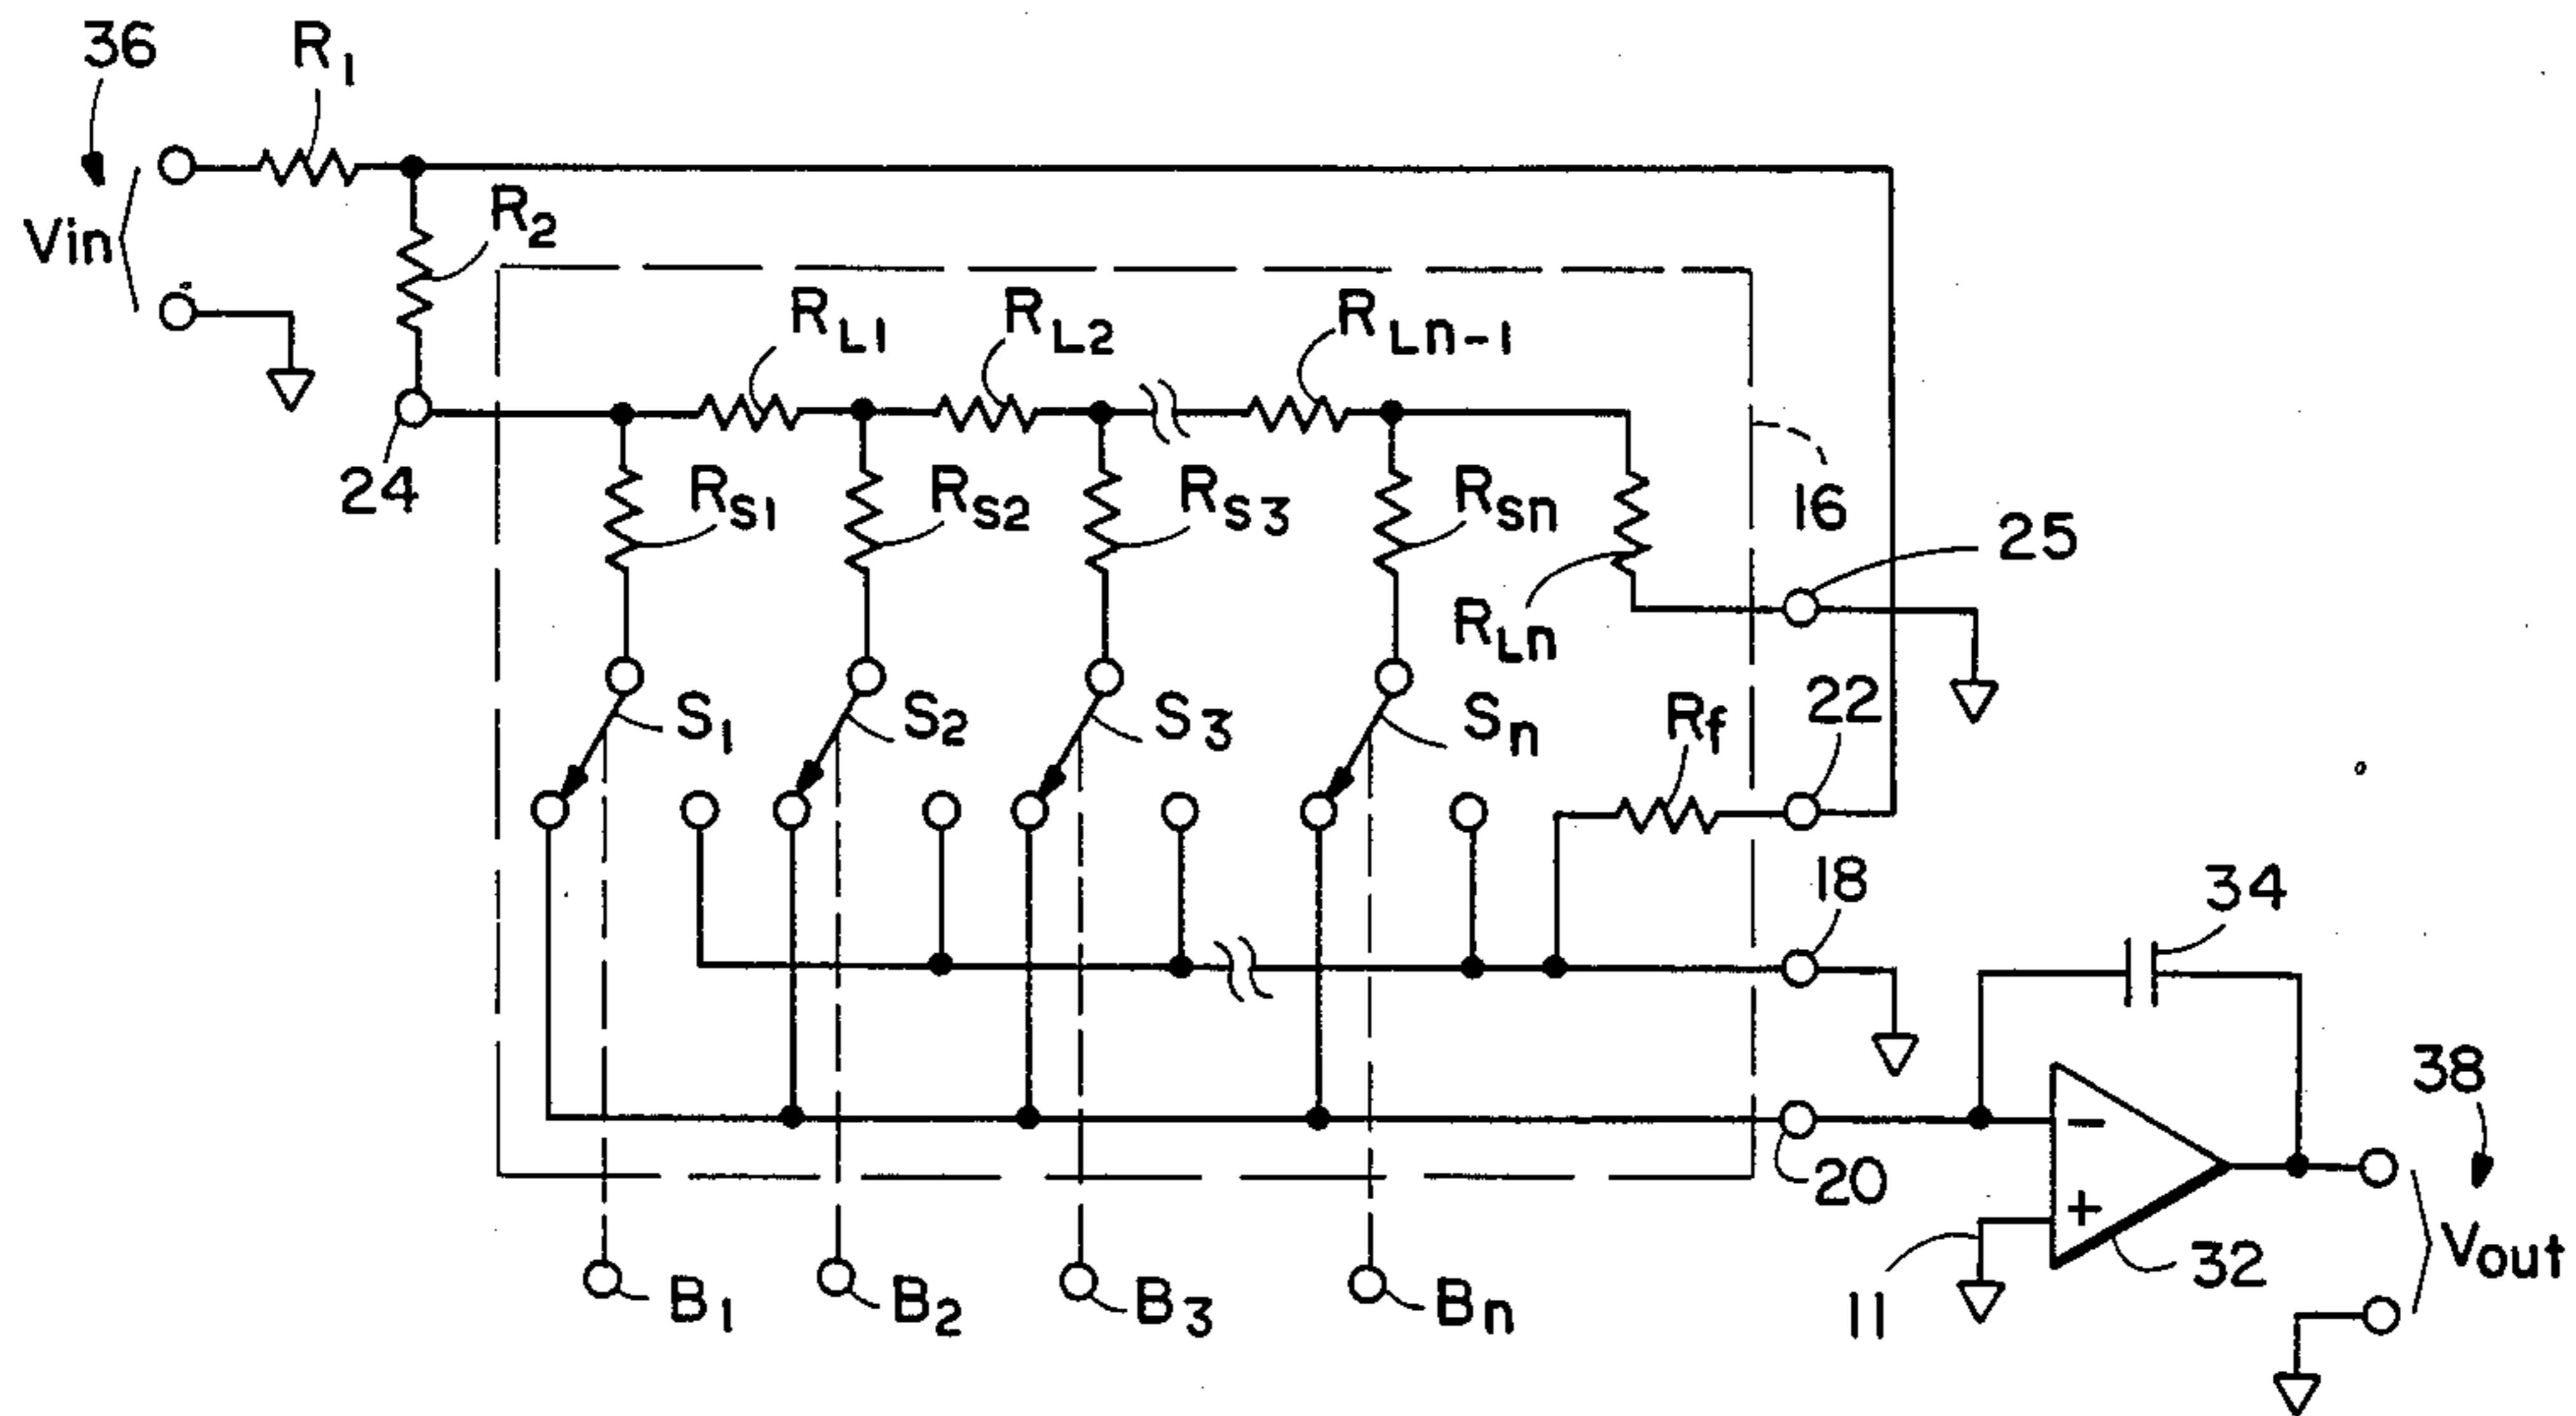 36
R1
Vin
R2
24
RL1
RL2
RLn-1
RS1
RS2
RS3
RSn
RLn
16
25
S1
S2
S3
Sn
Rf
22
18
34
20
38
B1
B2
B3
Bn
-
+
11
32
Vout